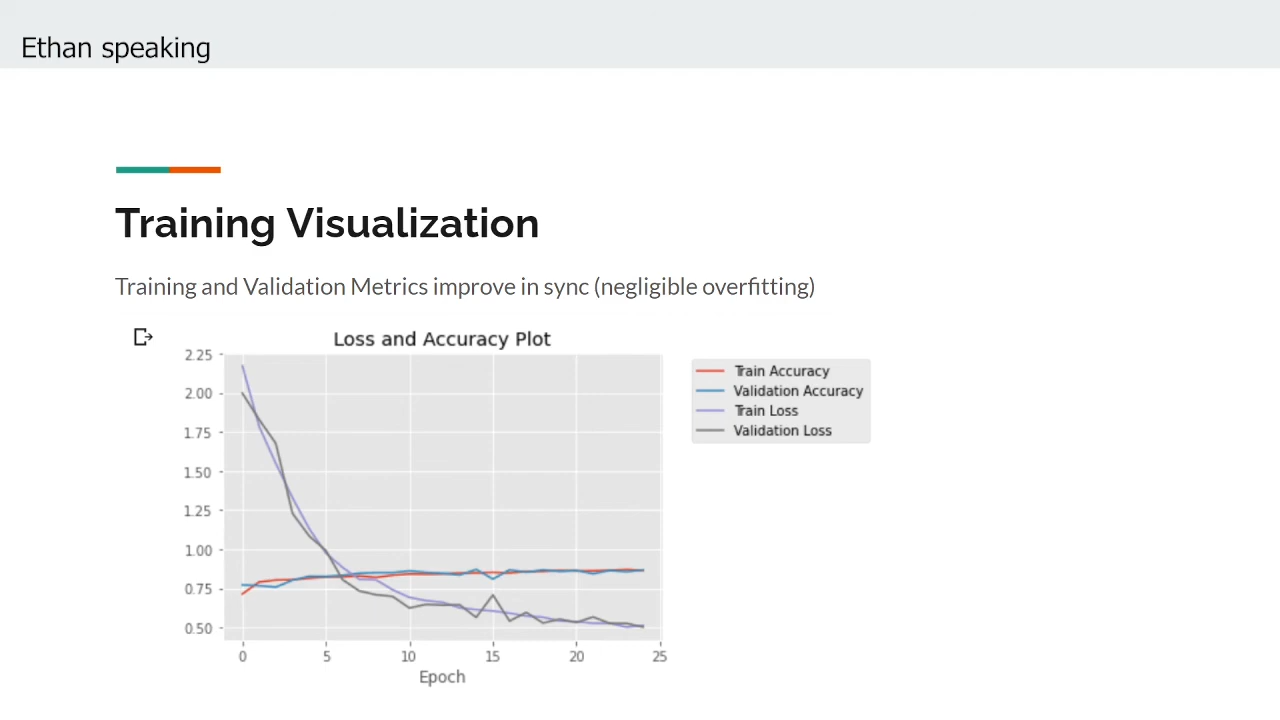 Ethan speaking
Training Visualization
Training and Validation Metrics improve in sync (negligible overfitting)
Loss and Accuracy Plot
2.25
2.00
1.75
1.50
1.25
1.00
0.75
0.50
0 5 10 15 20 25
Epoch
Train Accuracy
Validation Accuracy
Train Loss
Validation Loss